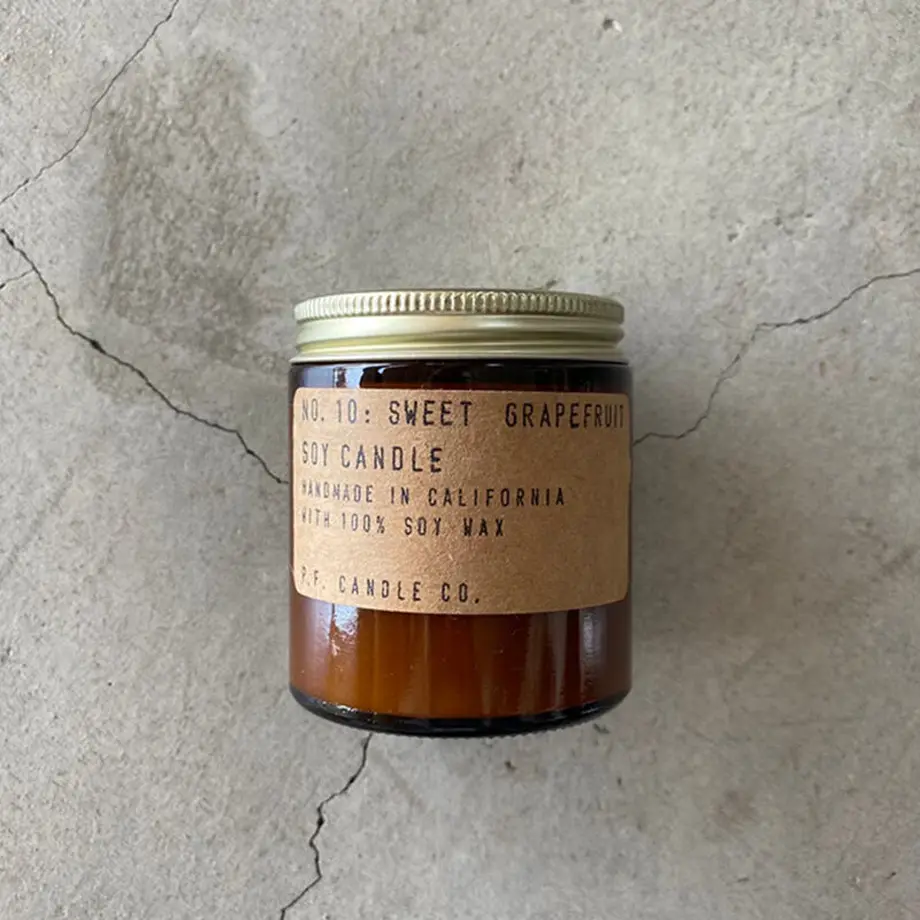 NO. 10: SWEET GRAPEFRUIT
SOY CANDLE
HANDMADE IN CALIFORNIA
WITH 100% SOY WAX
P.F. CANDLE CO.